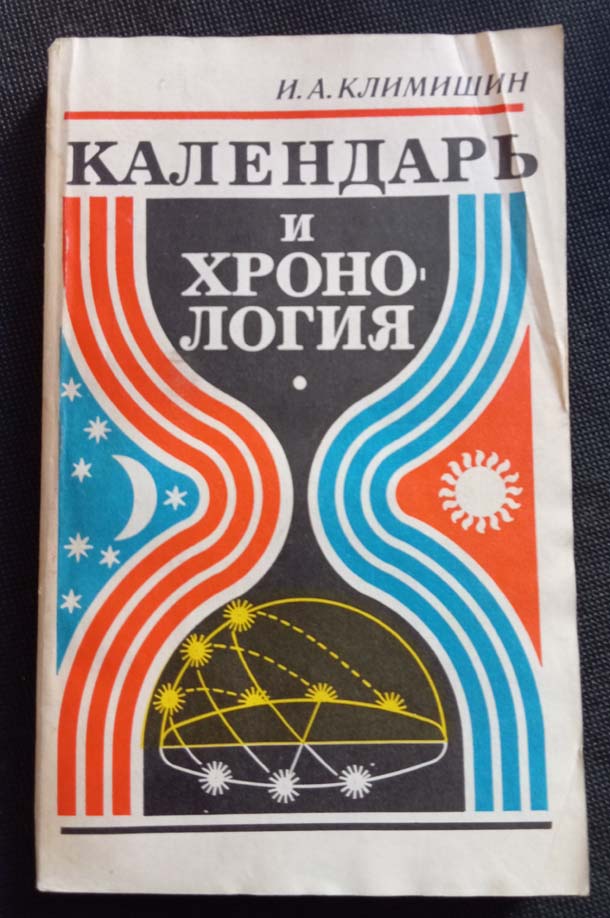 И. А. КЛИМИШИН
КАЛЕНДАРЬ
И
ХРОНО-
ЛОГИЯ